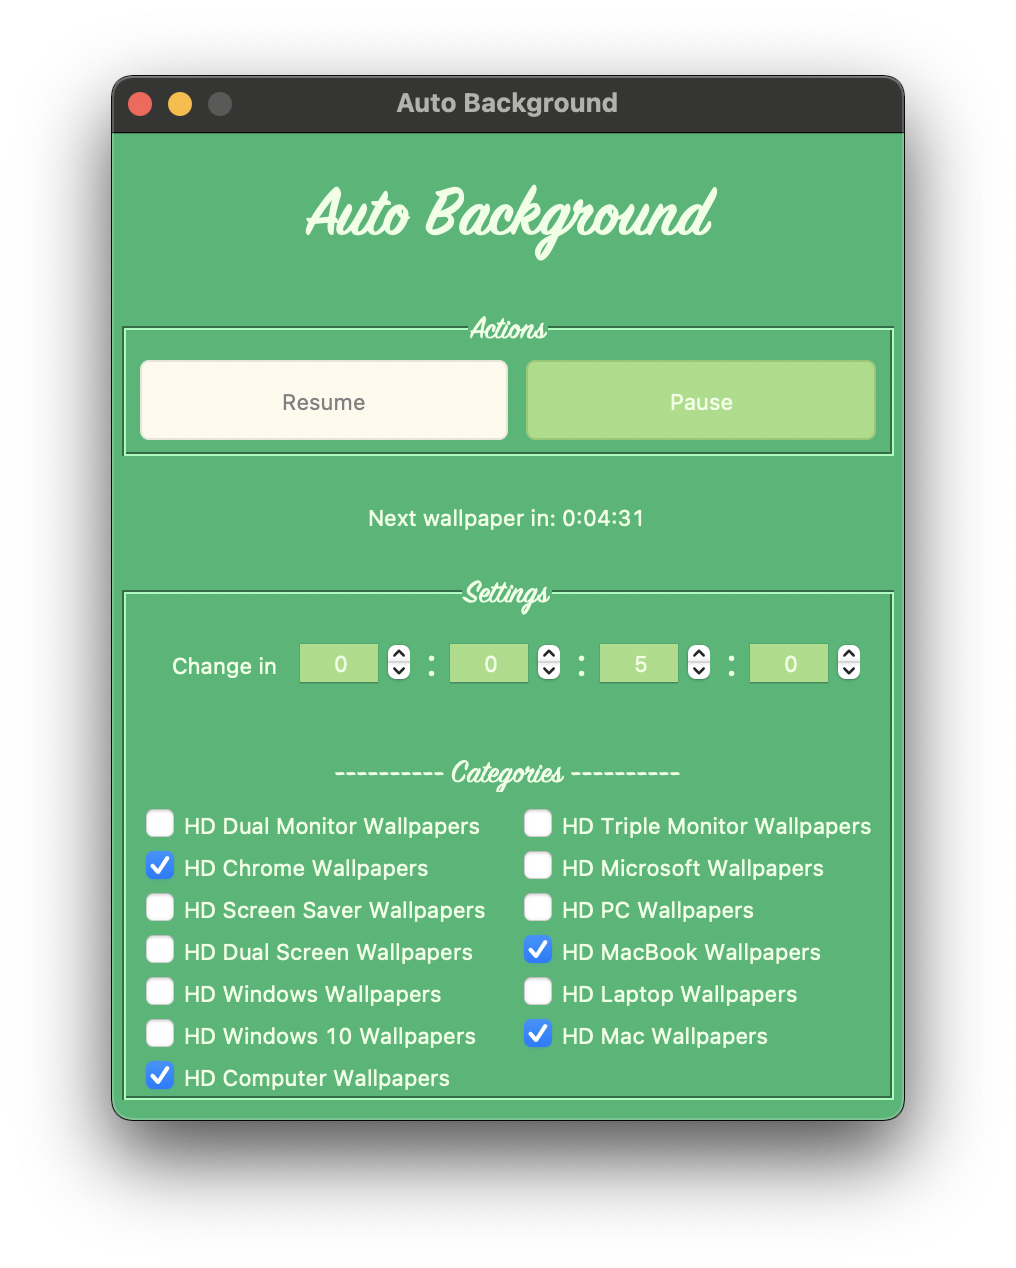 Auto Background
Auto Background
Actions
Resume
Pause
Next wallpaper in: 0:04:31
Settings
Change in 0 : 0 : 5 : 0
---------- Categories ----------
HD Dual Monitor Wallpapers
HD Triple Monitor Wallpapers
HD Chrome Wallpapers
HD Microsoft Wallpapers
HD Screen Saver Wallpapers
HD PC Wallpapers
HD Dual Screen Wallpapers
HD MacBook Wallpapers
HD Windows Wallpapers
HD Laptop Wallpapers
HD Windows 10 Wallpapers
HD Mac Wallpapers
HD Computer Wallpapers